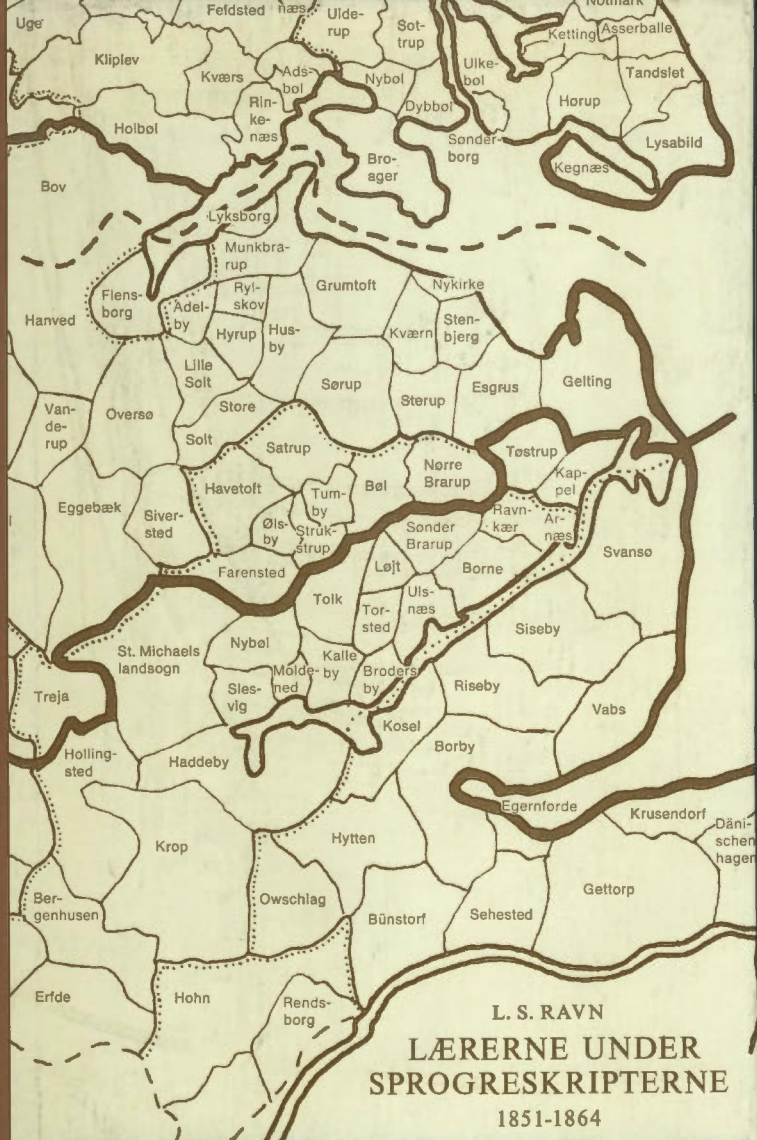 Notmark
Feldsted
næs
Uge
Ulde-
rup
Sot-
trup
Ketting
Asserballe
Kliplev
Kværs
Ads-
bøl
Nybøl
Ulke-
bøl
Tandslet
Dybbøl
Hørup
Rin-
ke-
næs
Holbøl
Sønder-
borg
Lysabild
Bro-
ager
Kegnæs
Bov
Lyksborg
Munkbra-
rup
Grumtoft
Nykirke
Flens-
borg
Ryl-
skov
Adel-
by
Hanved
Hyrup
Hus-
by
Kværn
Sten-
bjerg
Lille
Solt
Sørup
Sterup
Esgrus
Gelting
Van-
de-
rup
Oversø
Store
Solt
Satrup
Tøstrup
Nørre
Brarup
Kap-
pel
Havetoft
Tum-
by
Bøl
Eggebæk
Siver-
sted
Øls-
by
Struk-
strup
Ravn-
kær
Ar-
næs
Sønder
Brarup
Svansø
Farensted
Løjt
Borne
Tolk
Uls-
næs
Tor-
sted
Siseby
St. Michaels
landsogn
Nybøl
Kalle
by
Molde-
ned
Broders
by
Sles-
vig
Riseby
Treja
Vabs
Kosel
Borby
Holling-
sted
Haddeby
Egernførde
Krusendorf
Däni-
schen
hagen
Krop
Hytten
Gettorp
Ber-
genhusen
Owschlag
Bünstorf
Sehested
Erfde
Hohn
Rends-
borg
L. S. RAVN
LÆRERNE UNDER
SPROGRESKRIPTERNE
1851-1864